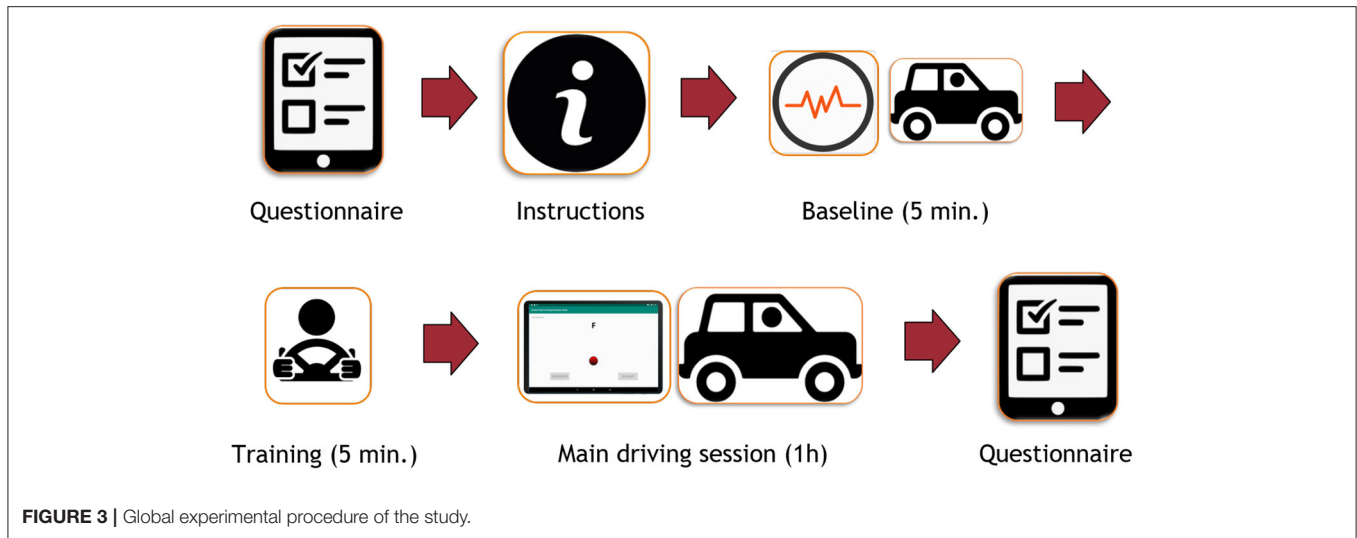 Questionnaire
Instructions
Baseline (5 min.)
F
Training (5 min.)
Main driving session (1h)
Questionnaire
FIGURE 3 | Global experimental procedure of the study.